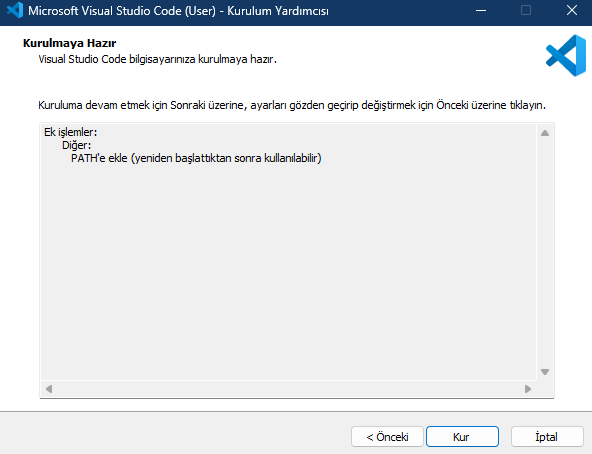 Microsoft Visual Studio Code (User) - Kurulum Yardımcısı
Kurulmaya Hazır
Visual Studio Code bilgisayarınıza kurulmaya hazır.
Kuruluma devam etmek için Sonraki üzerine, ayarları gözden geçirip değiştirmek için Önceki üzerine tıklayın.
Ek işlemler:
Diğer:
PATH'e ekle (yeniden başlattıktan sonra kullanılabilir)
< Önceki
Kur
İptal